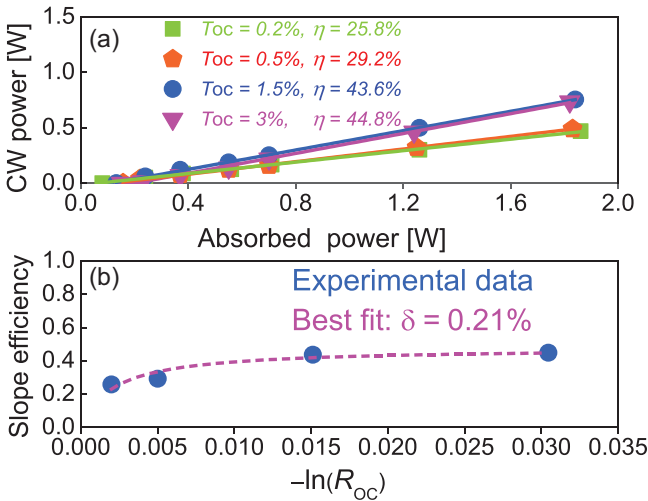 (a)
Toc = 0.2%, η = 25.8%
Toc = 0.5%, η = 29.2%
Toc = 1.5%, η = 43.6%
Toc = 3%, η = 44.8%
CW power [W]
1.5
1.0
0.5
0.0
0.4
0.8
1.2
1.6
2.0
Absorbed power [W]
(b)
Experimental data
Best fit: δ = 0.21%
Slope efficiency
1.0
0.8
0.6
0.4
0.2
0.0
0.000
0.005
0.010
0.015
0.020
0.025
0.030
0.035
−ln(ROC)